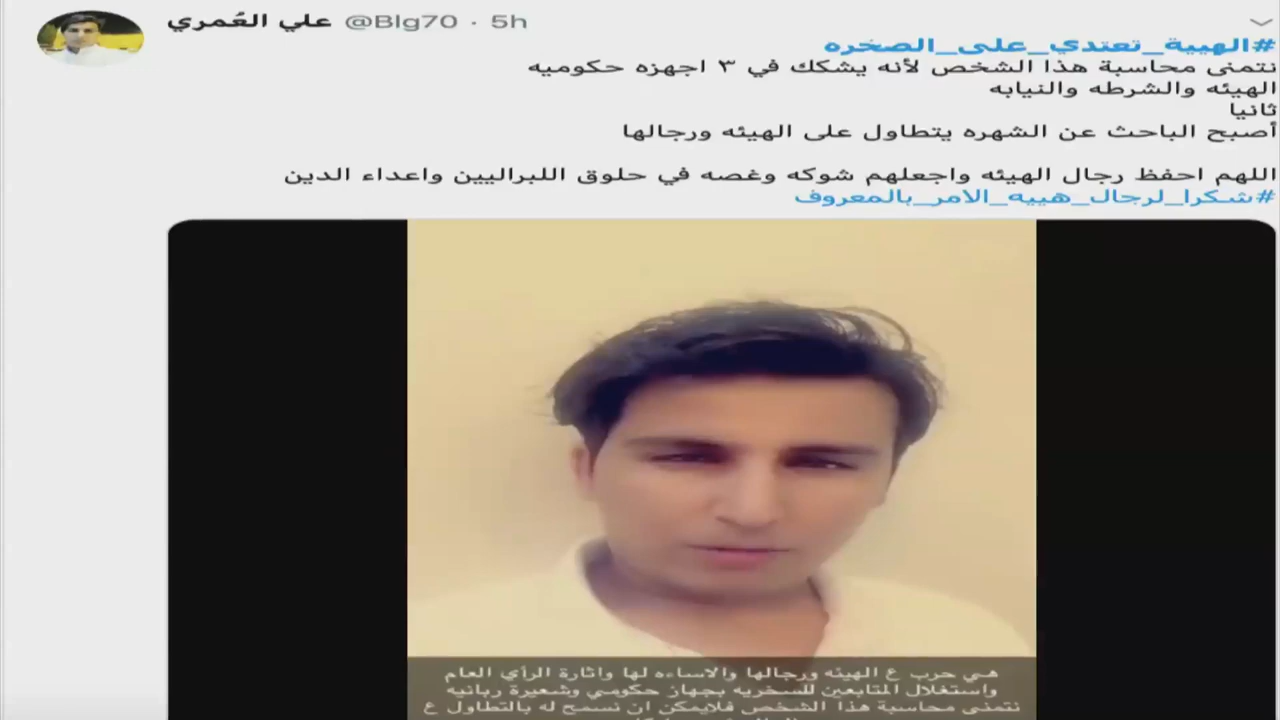 علي العُمري @Blg70 · 5h
#الهيية_تعتدي_على_الصخره
نتمنى محاسبة هذا الشخص لأنه يشكك في ٣ اجهزه حكوميه
الهيئه والشرطه والنيابه
ثانيا
أصبح الباحث عن الشهره يتطاول على الهيئه ورجالها
اللهم احفظ رجال الهيئه واجعلهم شوكه وغصه في حلوق اللبراليين واعداء الدين
#شكرا_لرجال_هييه_الامر_بالمعروف
هي حرب ع الهيئه ورجالها والاساءه لها واثارة الرأي العام
واستغلال المتابعين للسخريه بجهاز حكومي وشعيرة ربانيه
نتمنى محاسبة هذا الشخص فلايمكن ان نسمح له بالتطاول ع